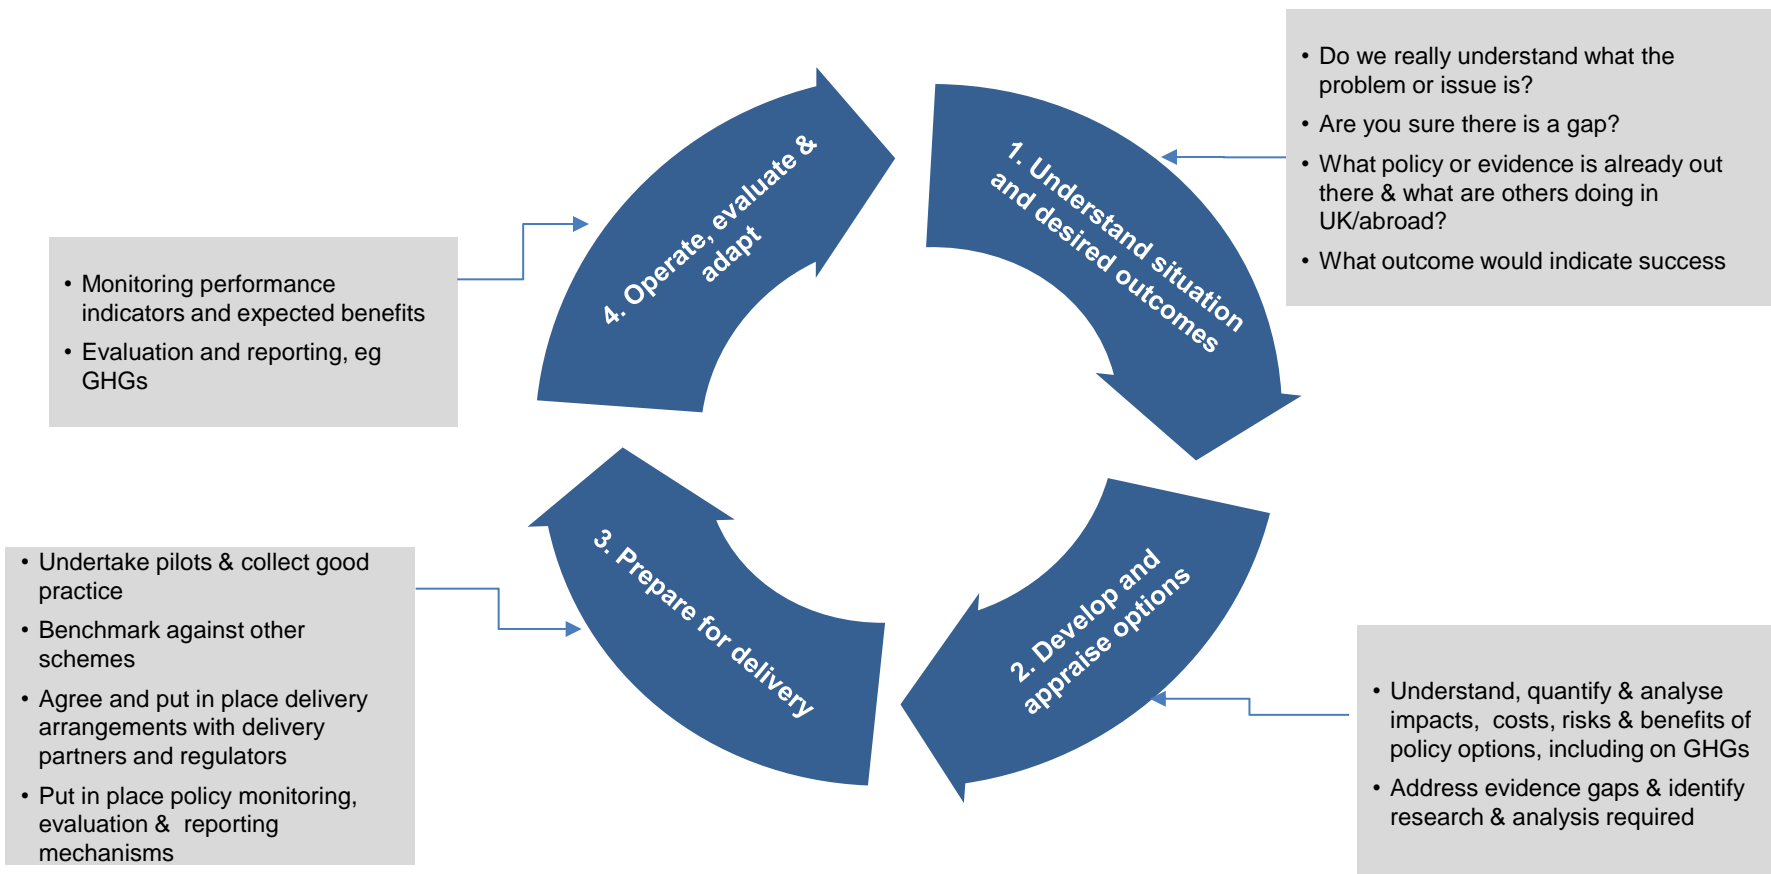 • Do we really understand what the
problem or issue is?
• Are you sure there is a gap?
• What policy or evidence is already out
there & what are others doing in
UK/abroad?
• What outcome would indicate success
1. Understand situation
and desired outcomes
2. Develop and
appraise options
• Understand, quantify & analyse
impacts, costs, risks & benefits of
policy options, including on GHGs
• Address evidence gaps & identify
research & analysis required
3. Prepare for delivery
• Undertake pilots & collect good
practice
• Benchmark against other
schemes
• Agree and put in place delivery
arrangements with delivery
partners and regulators
• Put in place policy monitoring,
evaluation & reporting
mechanisms
4. Operate, evaluate &
adapt
• Monitoring performance
indicators and expected benefits
• Evaluation and reporting, eg
GHGs